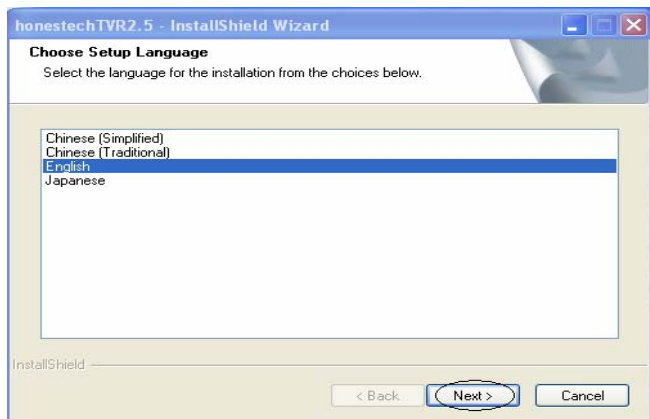 honestechTVR2.5 - InstallShield Wizard
Choose Setup Language
Select the language for the installation from the choices below.
Chinese (Simplified)
Chinese (Traditional)
English
Japanese
InstallShield
< Back Next > Cancel